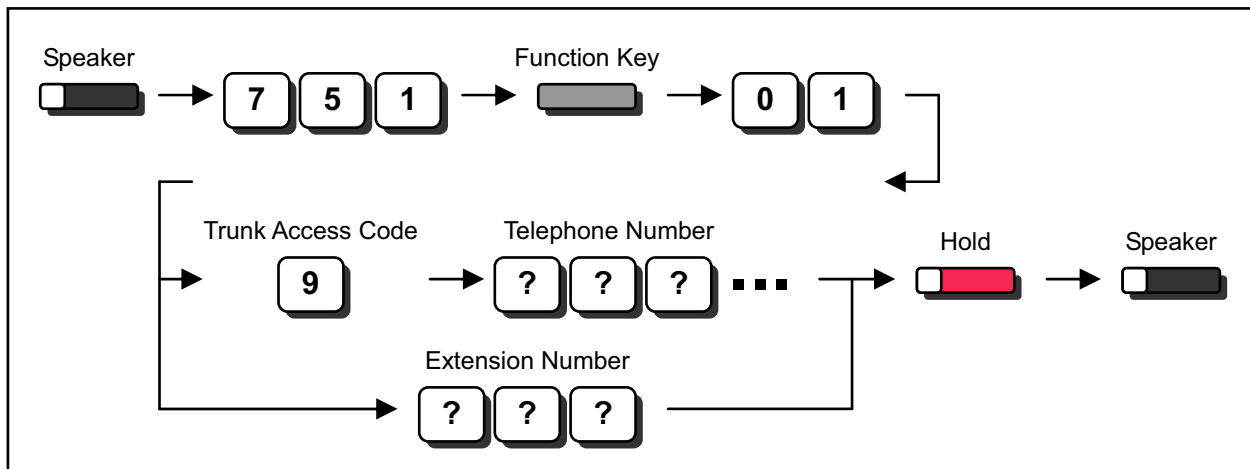 Speaker
Function Key
7 5 1
0 1
Trunk Access Code
Telephone Number
Hold
Speaker
9
? ? ?
Extension Number
? ? ?